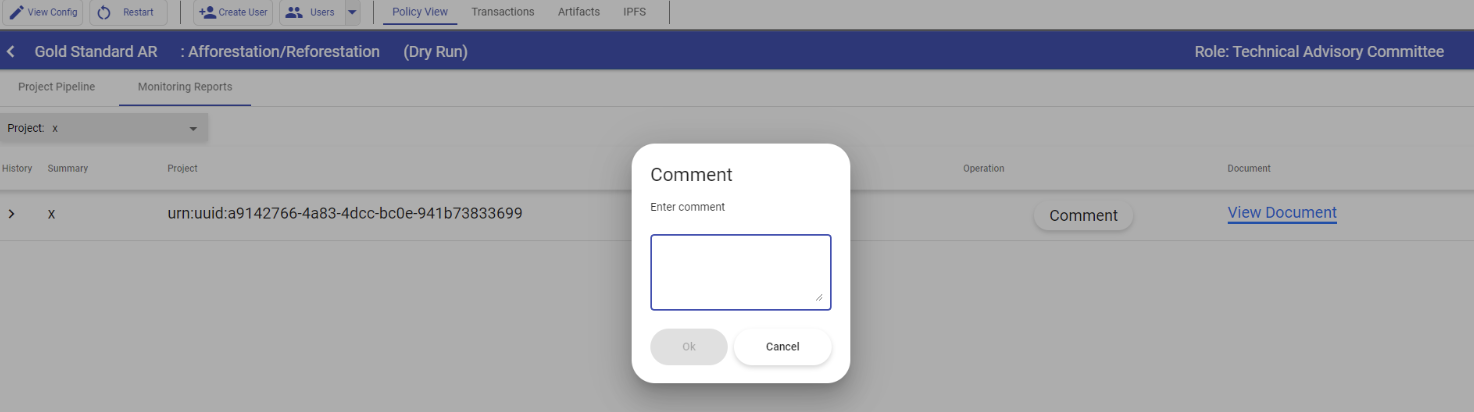 View Config Restart Create User Users Policy View Transactions Artifacts IPFS
Gold Standard AR : Afforestation/Reforestation (Dry Run) Role: Technical Advisory Committee
Project Pipeline Monitoring Reports
Project: x
History Summary Project Operation Document
x urn:uuid:a9142766-4a83-4dcc-bc0e-941b73833699 Comment View Document
Comment
Enter comment
Ok Cancel